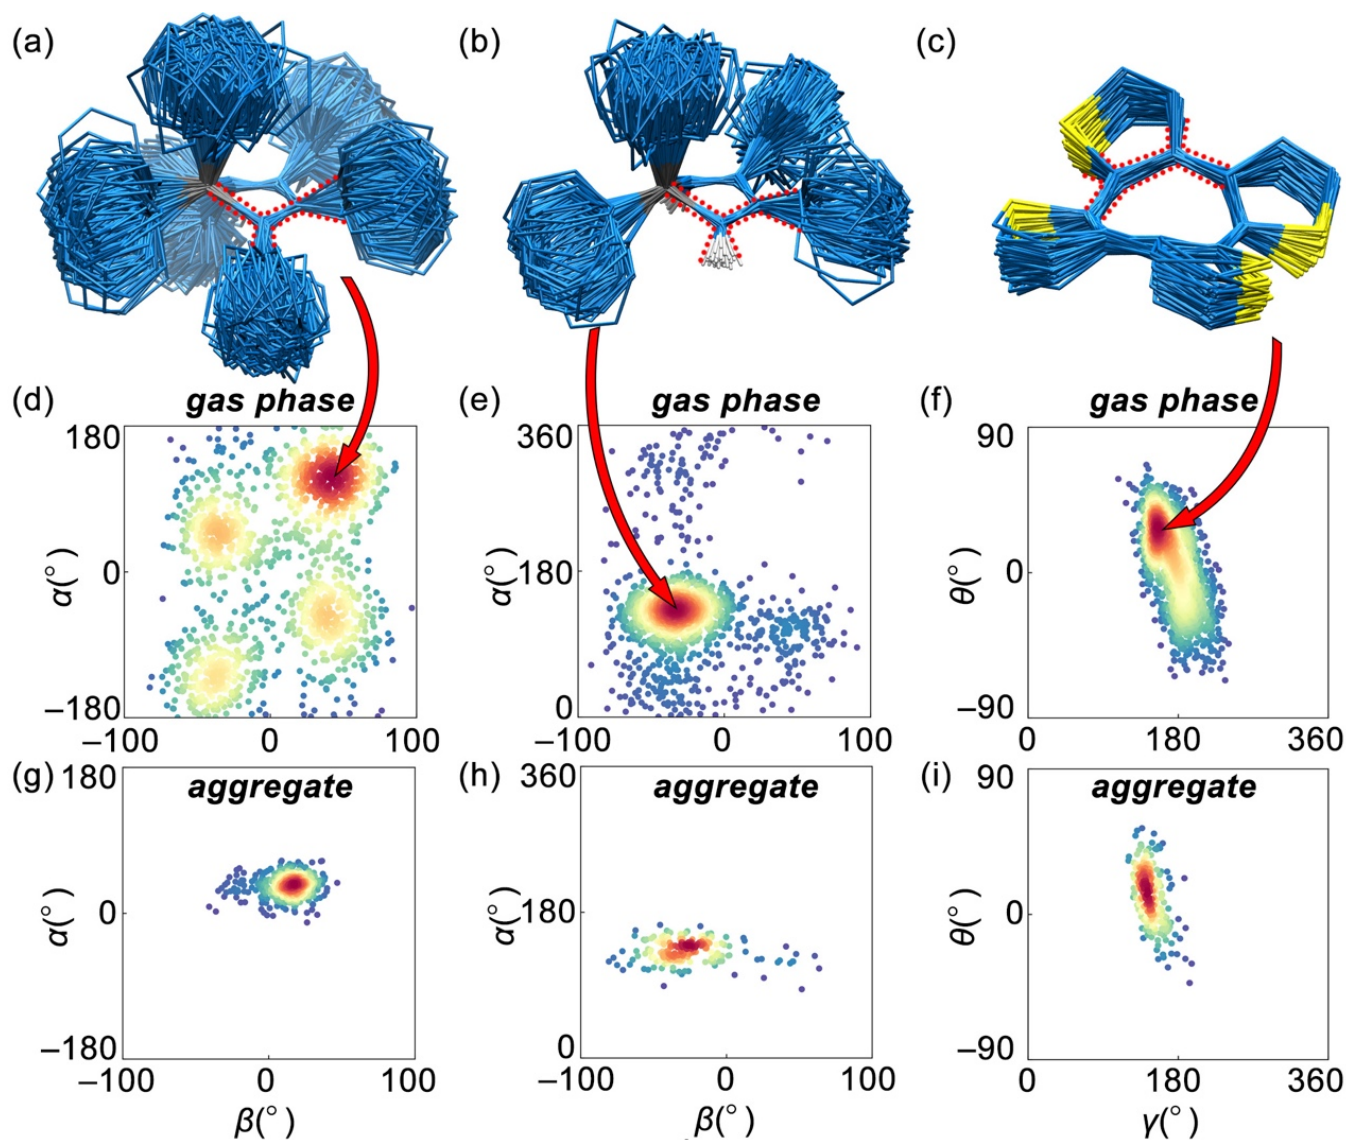 (a)
(b)
(c)
(d)
gas phase
(e)
gas phase
(f)
gas phase
180
0
−180
α(°)
−100
0
100
360
180
0
α(°)
−100
0
100
90
0
−90
θ(°)
0
180
360
(g)
aggregate
(h)
aggregate
(i)
aggregate
180
0
−180
α(°)
−100
0
100
β(°)
360
180
0
α(°)
−100
0
100
β(°)
90
0
−90
θ(°)
0
180
360
γ(°)